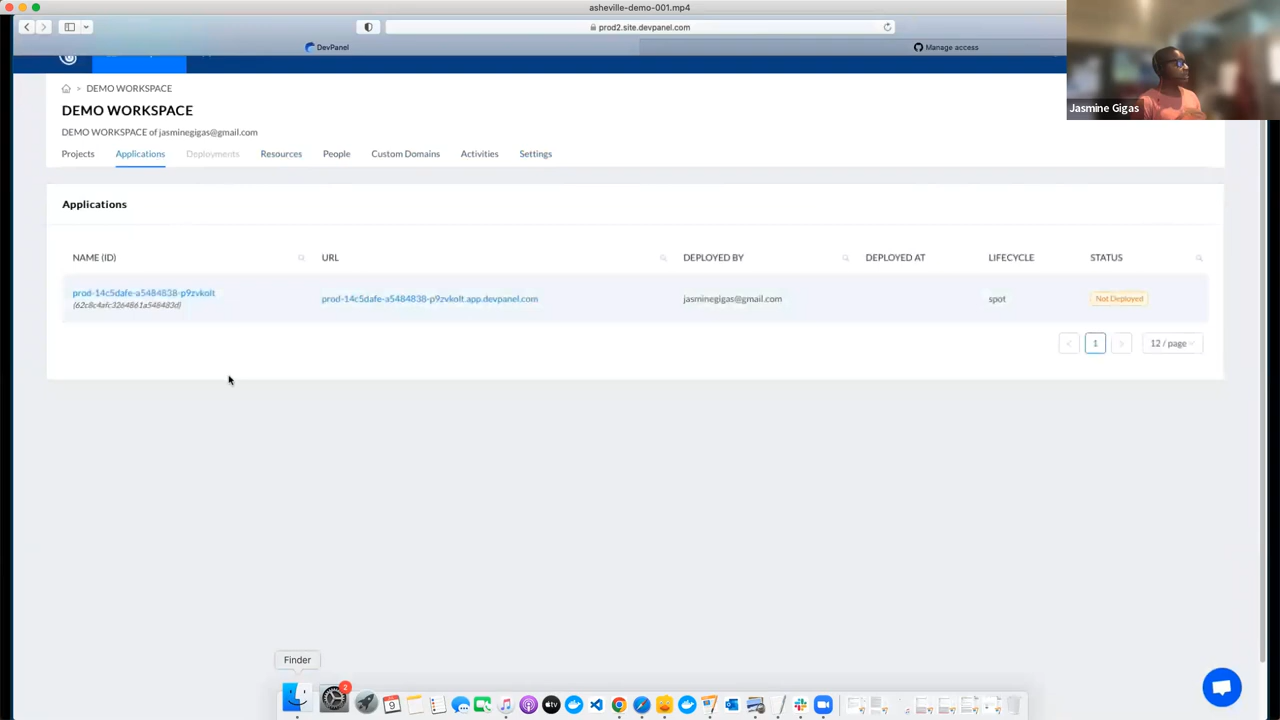 asheville-demo-001.mp4
prod2.site.devpanel.com
DevPanel
Manage access
Jasmine Gigas
> DEMO WORKSPACE
DEMO WORKSPACE
DEMO WORKSPACE of jasminegigas@gmail.com
Projects Applications Deployments Resources People Custom Domains Activities Settings
Applications
NAME (ID) URL DEPLOYED BY DEPLOYED AT LIFECYCLE STATUS
prod-14c5dafe-a5484838-p9zvkolt
(62c8c4afc3264861a548483d)
prod-14c5dafe-a5484838-p9zvkolt.app.devpanel.com
jasminegigas@gmail.com
spot
Not Deployed
< 1 > 12 / page
Finder
2
9